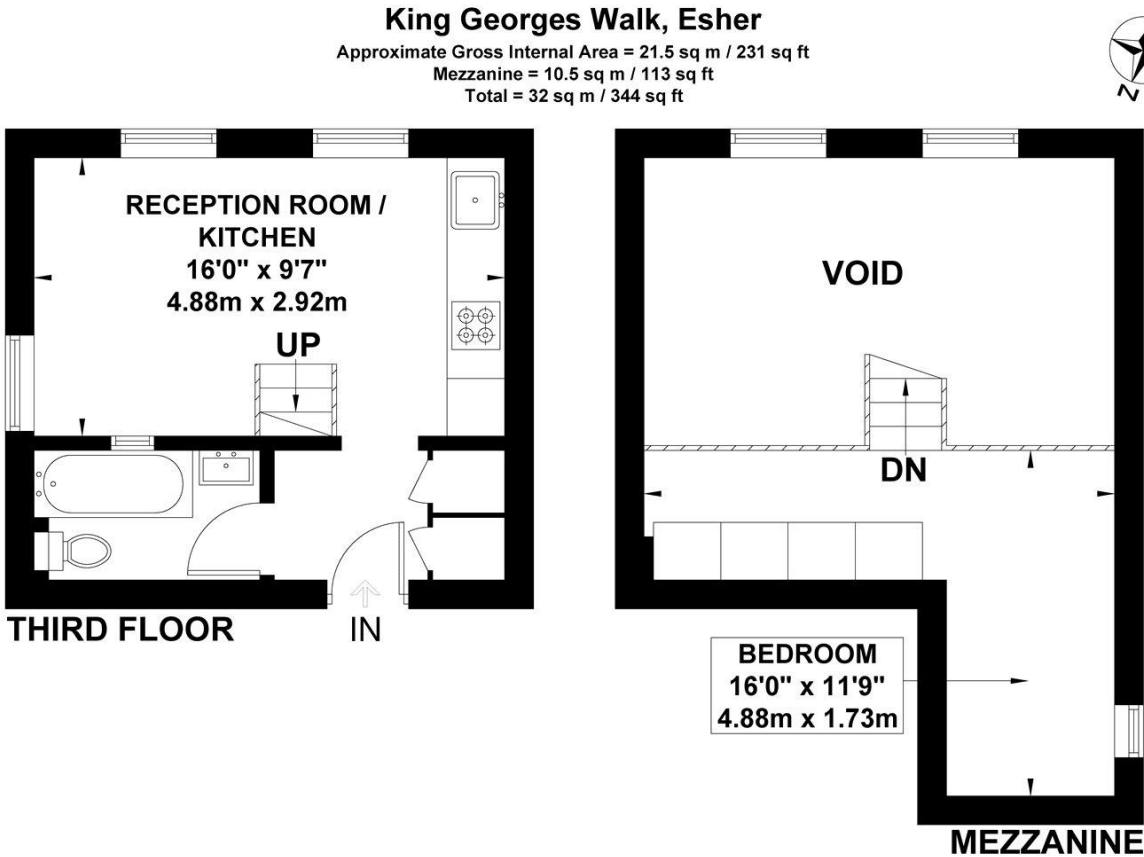 King Georges Walk, Esher
Approximate Gross Internal Area = 21.5 sq m / 231 sq ft
Mezzanine = 10.5 sq m / 113 sq ft
Total = 32 sq m / 344 sq ft
N
RECEPTION ROOM /
KITCHEN
16'0" x 9'7"
4.88m x 2.92m
UP
THIRD FLOOR
IN
VOID
DN
BEDROOM
16'0" x 11'9"
4.88m x 1.73m
MEZZANINE